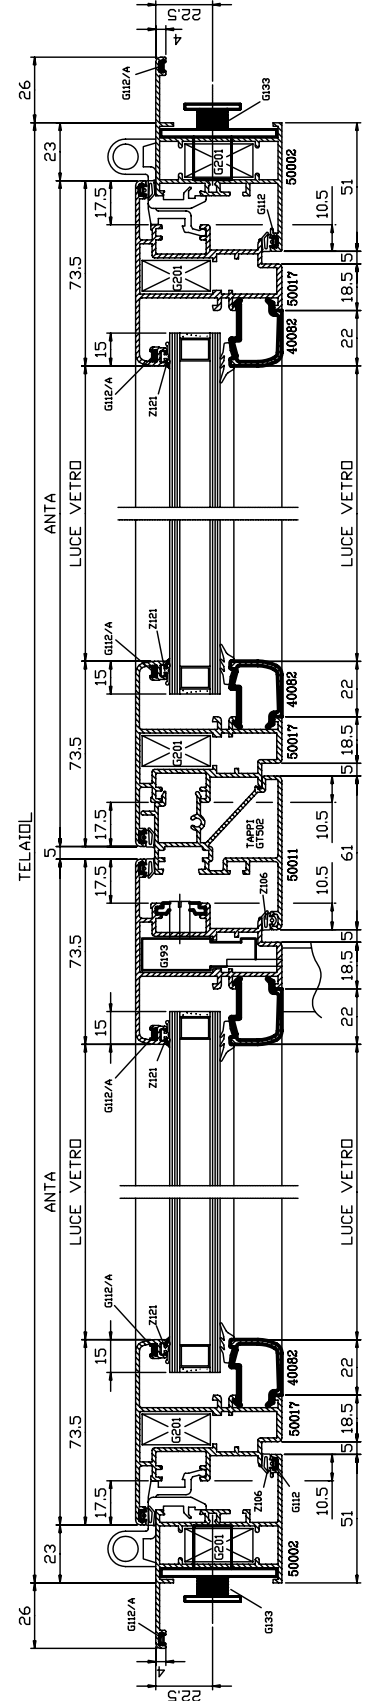 22.5
4
26
G112/A
G133
23
G201
50002
51
17.5
G112
10.5
73.5
5
G201
50017
18.5
15
40082
22
G112/A
Z121
ANTA
LUCE VETRO
LUCE VETRO
Z121
G112/A
15
40082
22
73.5
G201
50017
18.5
5
TELAIO
17.5
TAPPI
GT502
10.5
5
50011
61
17.5
Z106
10.5
73.5
G193
5
18.5
15
22
G112/A
Z121
ANTA
LUCE VETRO
LUCE VETRO
G112/A
Z121
15
40082
22
73.5
G201
50017
18.5
5
17.5
Z106
G112
10.5
23
G201
50002
51
26
G112/A
G133
4
22.5